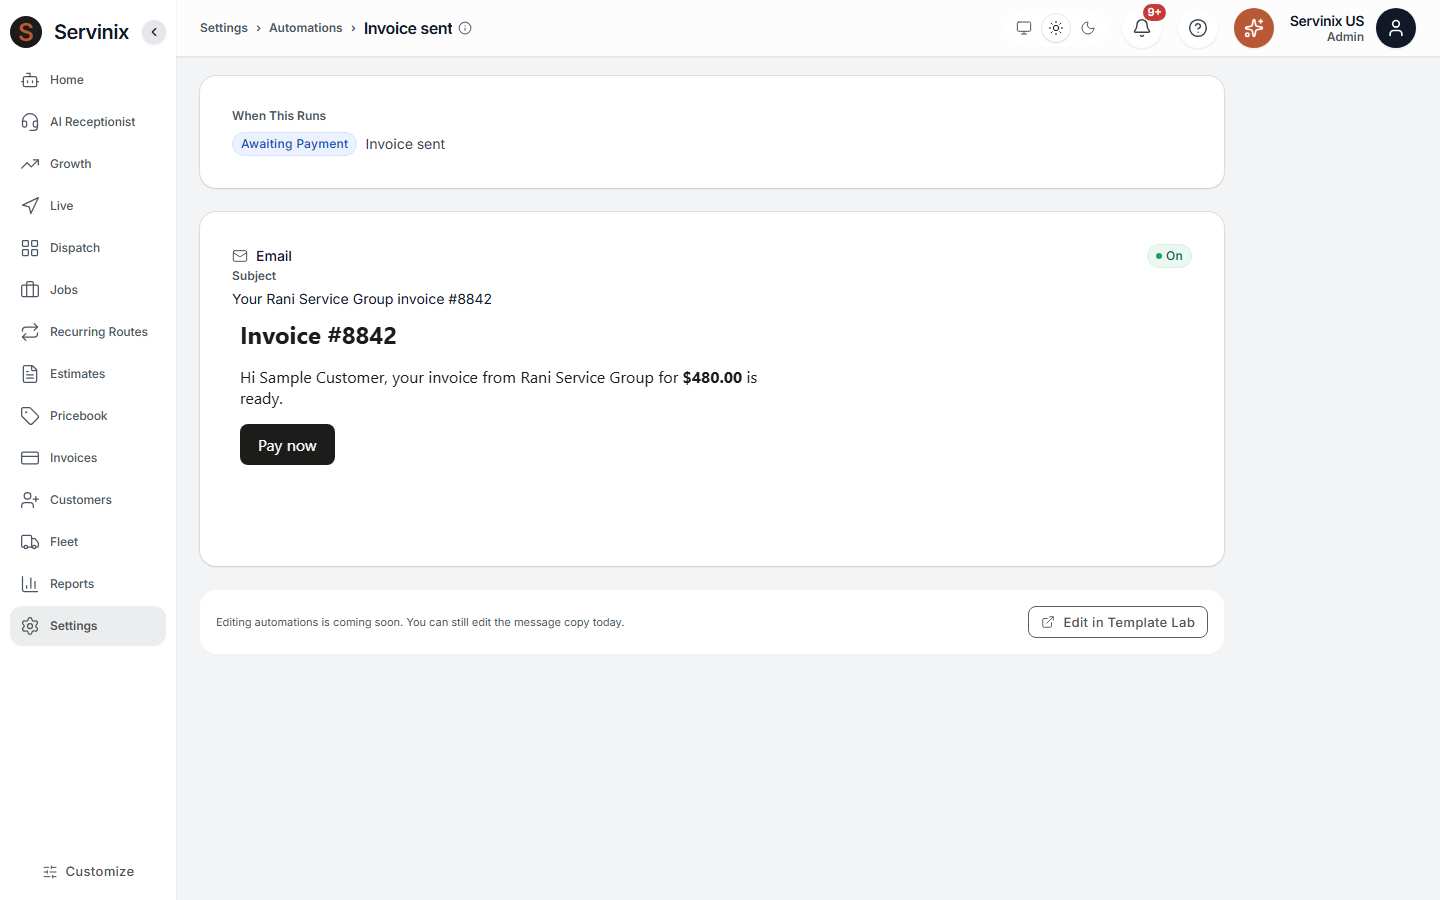 S Servinix
Settings > Automations > Invoice sent
9+
Servinix US
Admin
Home
AI Receptionist
Growth
Live
Dispatch
Jobs
Recurring Routes
Estimates
Pricebook
Invoices
Customers
Fleet
Reports
Settings
Customize
When This Runs
Awaiting Payment Invoice sent
Email
On
Subject
Your Rani Service Group invoice #8842
Invoice #8842
Hi Sample Customer, your invoice from Rani Service Group for $480.00 is
ready.
Pay now
Editing automations is coming soon. You can still edit the message copy today.
Edit in Template Lab